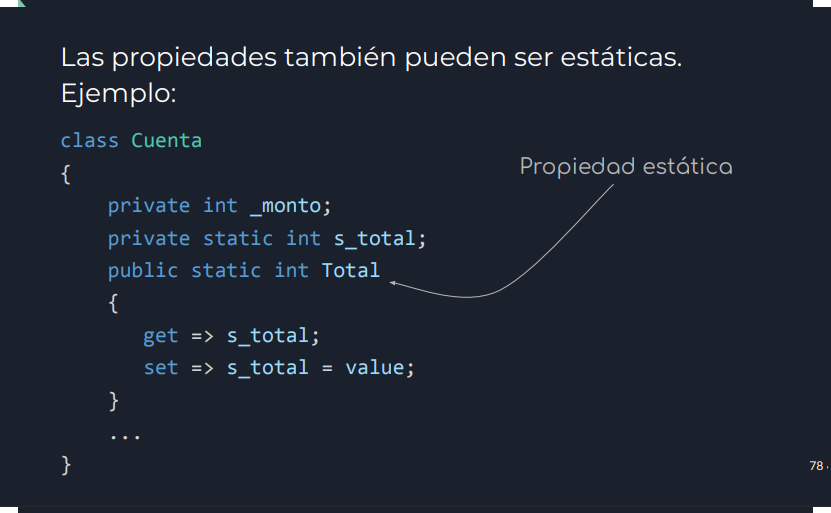 Las propiedades también pueden ser estáticas.
Ejemplo:
class Cuenta
{
Propiedad estática
    private int _monto;
    private static int s_total;
    public static int Total
    {
       get => s_total;
       set => s_total = value;
    }
    ...
}
78